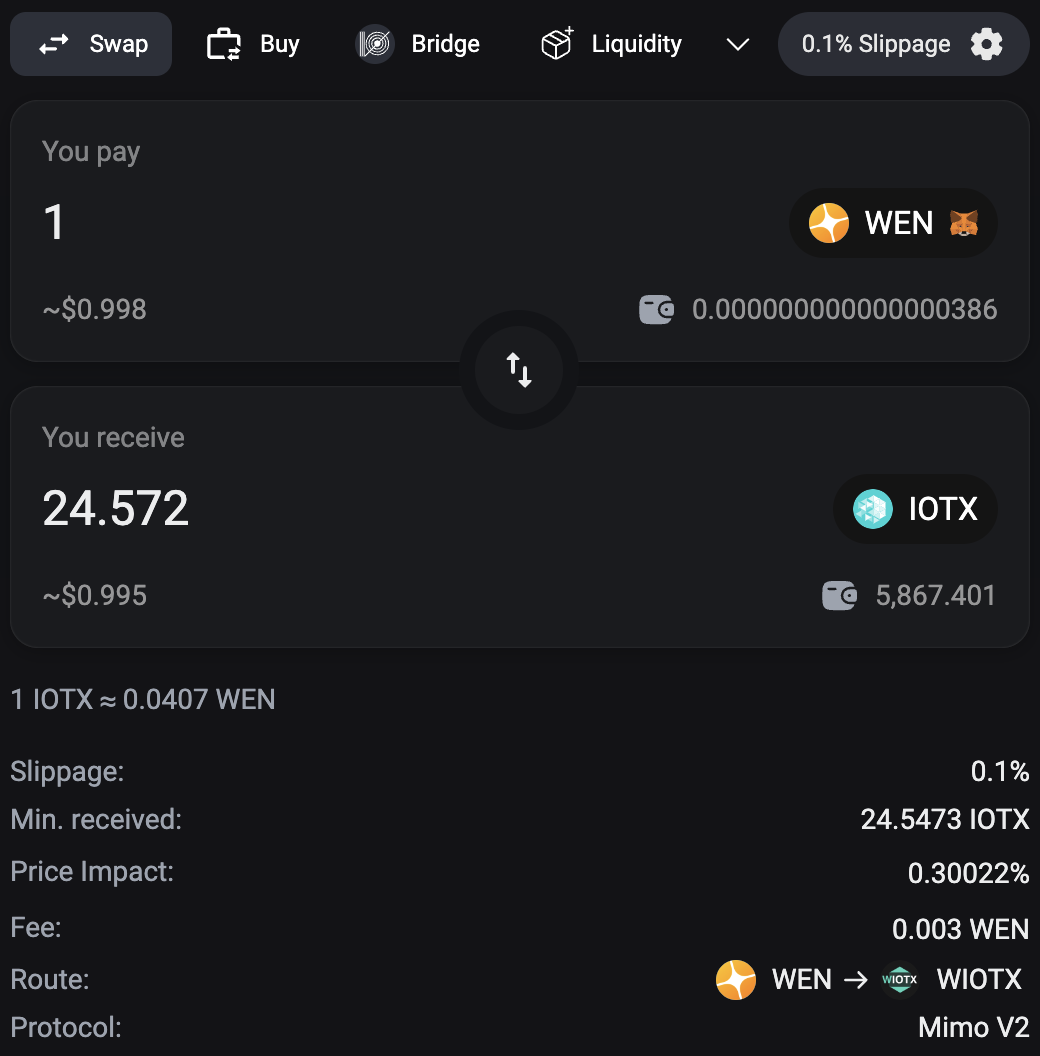 Swap Buy Bridge Liquidity 0.1% Slippage
You pay
1 WEN
~$0.998 0.000000000000000386
You receive
24.572 IOTX
~$0.995 5,867.401
1 IOTX ≈ 0.0407 WEN
Slippage: 0.1%
Min. received: 24.5473 IOTX
Price Impact: 0.30022%
Fee: 0.003 WEN
Route: WEN → WIOTX WIOTX
Protocol: Mimo V2